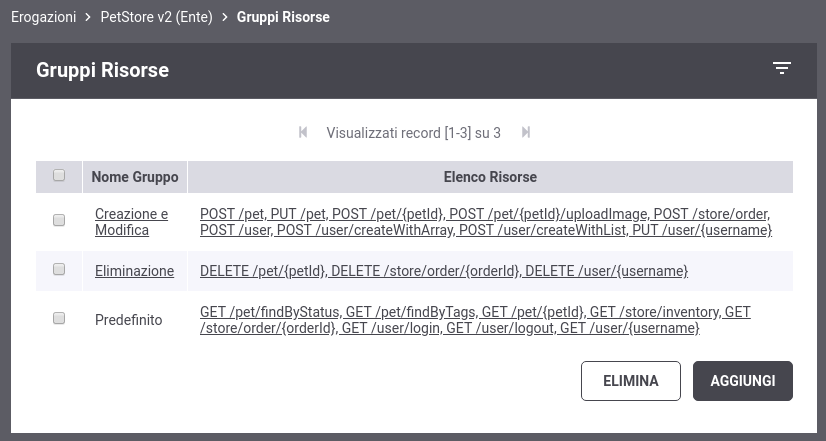 Erogazioni > PetStore v2 (Ente) > Gruppi Risorse
Gruppi Risorse
Visualizzati record [1-3] su 3
Nome Gruppo Elenco Risorse
Creazione e Modifica
POST /pet, PUT /pet, POST /pet/{petId}, POST /pet/{petId}/uploadImage, POST /store/order,
POST /user, POST /user/createWithArray, POST /user/createWithList, PUT /user/{username}
Eliminazione DELETE /pet/{petId}, DELETE /store/order/{orderId}, DELETE /user/{username}
Predefinito
GET /pet/findByStatus, GET /pet/findByTags, GET /pet/{petId}, GET /store/inventory, GET
/store/order/{orderId}, GET /user/login, GET /user/logout, GET /user/{username}
ELIMINA AGGIUNGI